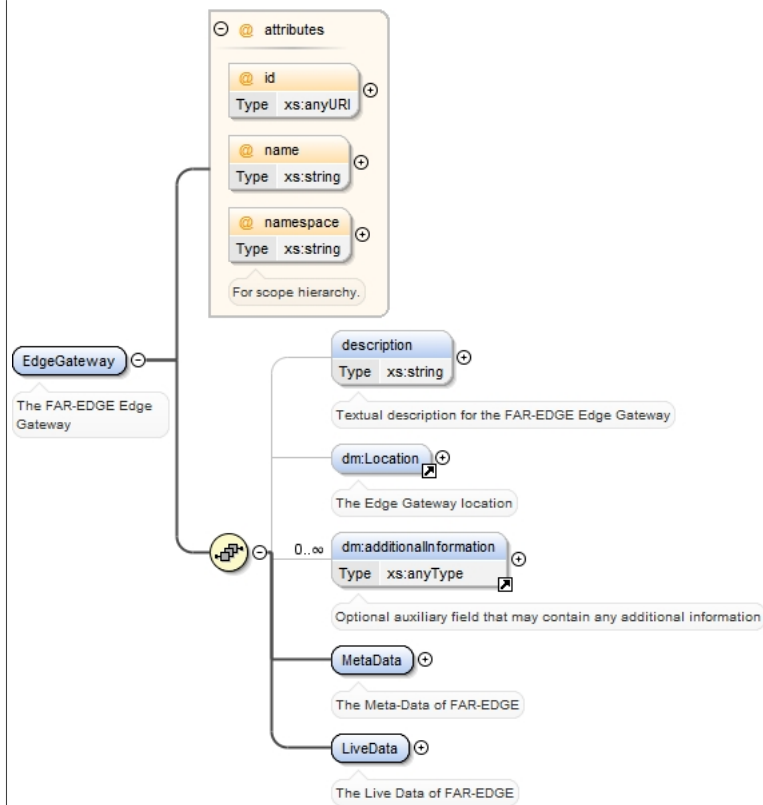 @ attributes
@ id
Type xs:anyURI
@ name
Type xs:string
@ namespace
Type xs:string
For scope hierarchy.
EdgeGateway
The FAR-EDGE Edge
Gateway
description
Type xs:string
Textual description for the FAR-EDGE Edge Gateway
dm:Location
The Edge Gateway location
0..∞ dm:additionalInformation
Type xs:anyType
Optional auxiliary field that may contain any additional information
MetaData
The Meta-Data of FAR-EDGE
LiveData
The Live Data of FAR-EDGE